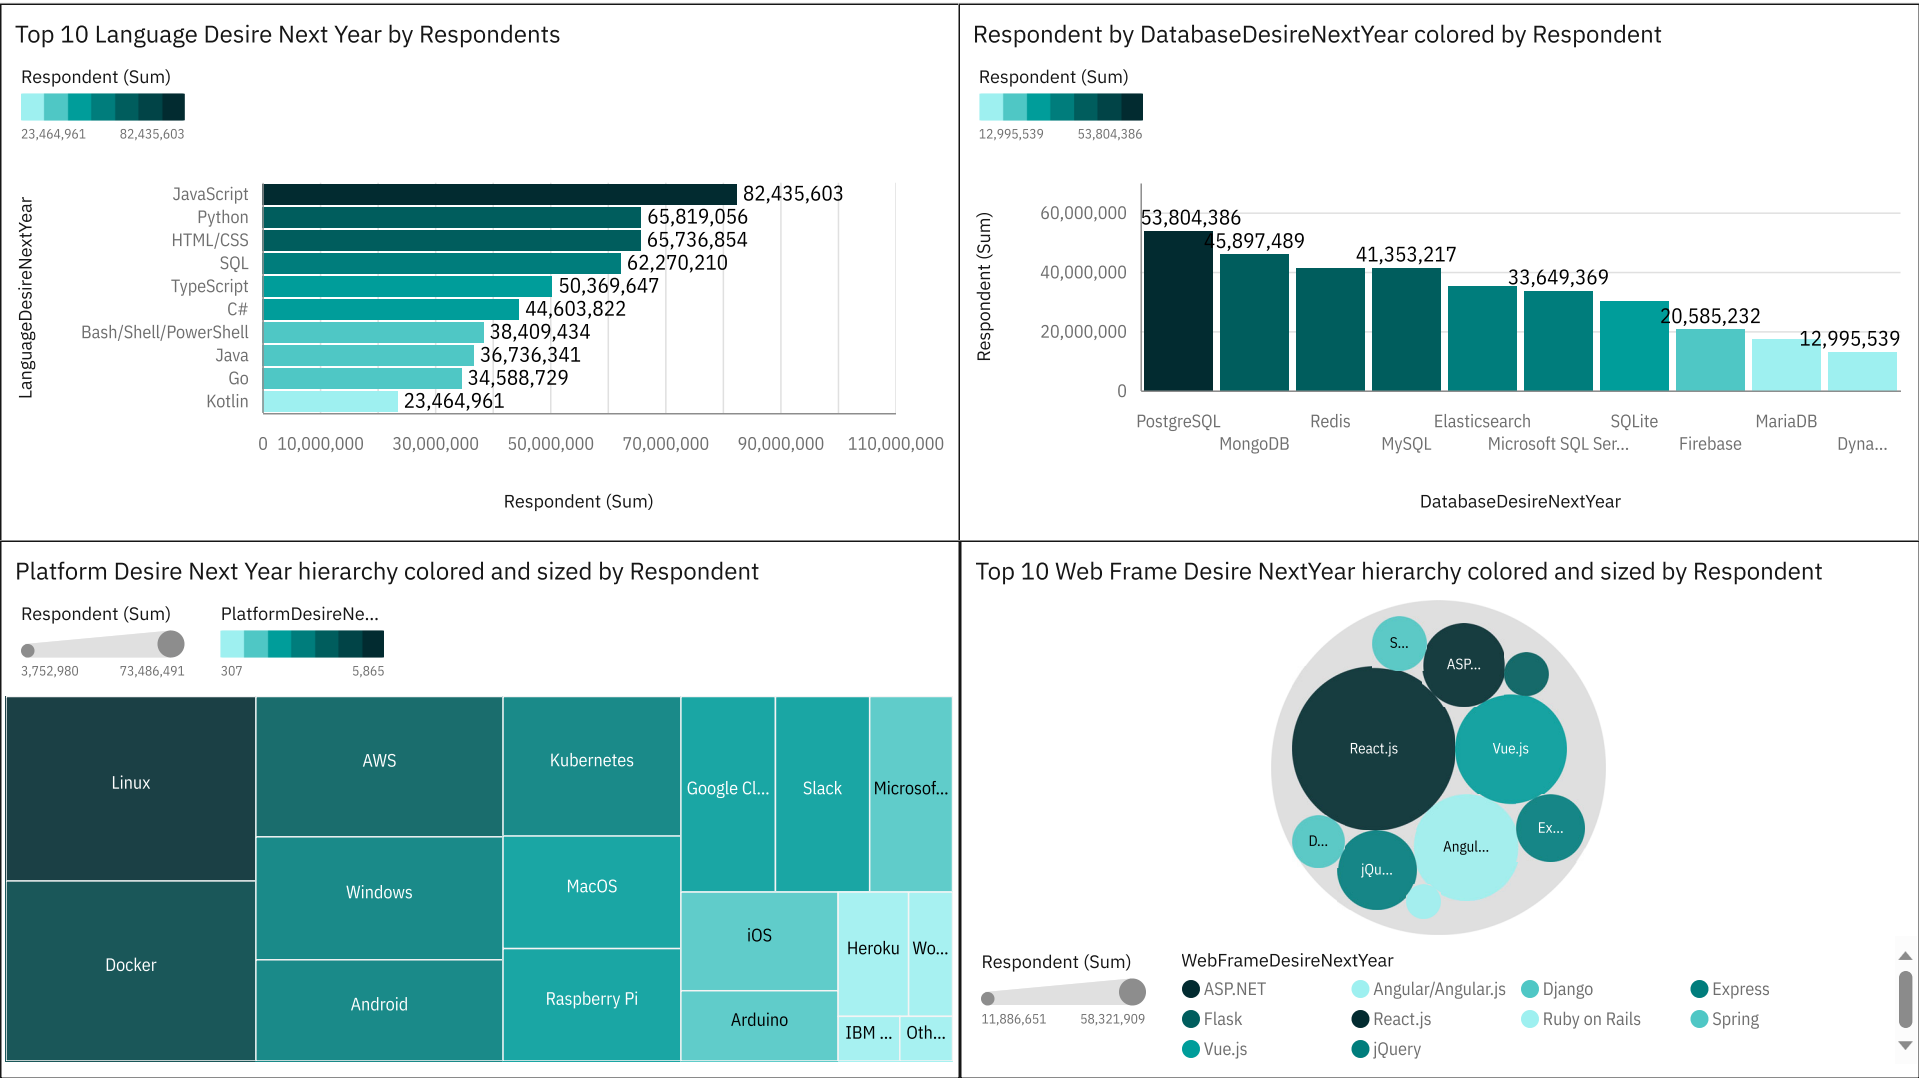 Top 10 Language Desire Next Year by Respondents
Respondent (Sum)
23,464,961 82,435,603
LanguageDesireNextYear
JavaScript 82,435,603
Python 65,819,056
HTML/CSS 65,736,854
SQL 62,270,210
TypeScript 50,369,647
C# 44,603,822
Bash/Shell/PowerShell 38,409,434
Java 36,736,341
Go 34,588,729
Kotlin 23,464,961
0 10,000,000 30,000,000 50,000,000 70,000,000 90,000,000 110,000,000
Respondent (Sum)
Respondent by DatabaseDesireNextYear colored by Respondent
Respondent (Sum)
12,995,539 53,804,386
Respondent (Sum)
60,000,000
40,000,000
20,000,000
0
53,804,386
45,897,489
41,353,217
33,649,369
20,585,232
12,995,539
PostgreSQL Redis Elasticsearch SQLite MariaDB
MongoDB MySQL Microsoft SQL Ser... Firebase Dyna...
DatabaseDesireNextYear
Platform Desire Next Year hierarchy colored and sized by Respondent
Respondent (Sum) PlatformDesireNe...
3,752,980 73,486,491 307 5,865
Linux
Docker
AWS
Windows
Android
Kubernetes
MacOS
Raspberry Pi
Google Cl...
Slack
Microsof...
iOS
Arduino
Heroku
Wo...
IBM ...
Oth...
Top 10 Web Frame Desire NextYear hierarchy colored and sized by Respondent
S...
ASP...
React.js
Vue.js
Ex...
D...
Angul...
jQu...
Respondent (Sum)
11,886,651 58,321,909
WebFrameDesireNextYear
ASP.NET Angular/Angular.js Django Express
Flask React.js Ruby on Rails Spring
Vue.js jQuery